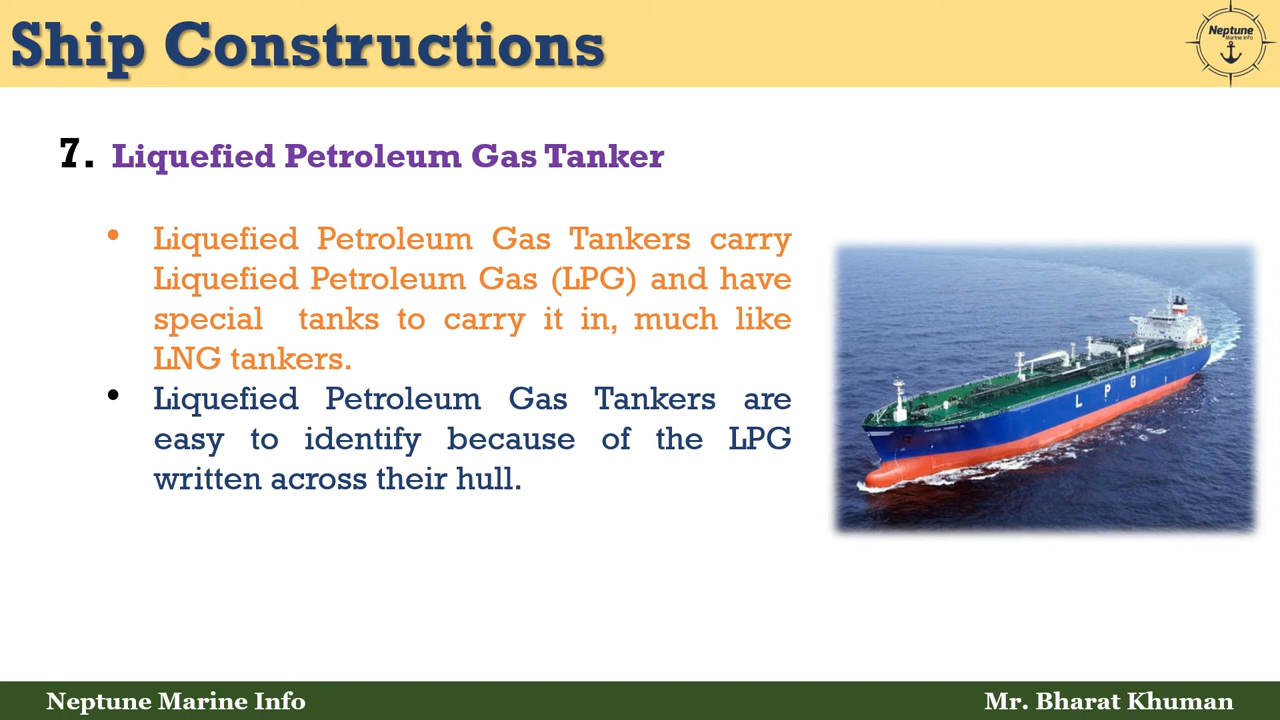 Ship Constructions
Neptune
Marine Info
7. Liquefied Petroleum Gas Tanker
• Liquefied Petroleum Gas Tankers carry
Liquefied Petroleum Gas (LPG) and have
special tanks to carry it in, much like
LNG tankers.
• Liquefied Petroleum Gas Tankers are
easy to identify because of the LPG
written across their hull.
L P G
Neptune Marine Info
Mr. Bharat Khuman